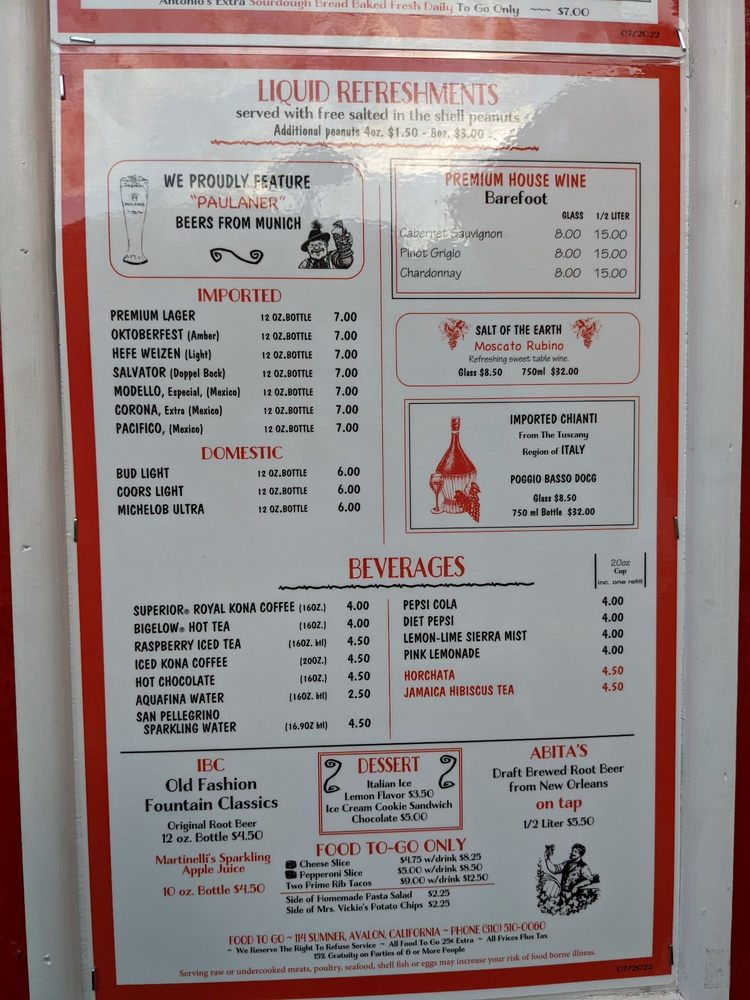 Antonio's Extra Sourdough Bread Baked Fresh Daily To Go Only ~~~ $7.00
07/2022
LIQUID REFRESHMENTS
served with free salted in the shell peanuts
Additional peanuts 4oz. $1.50 - 8oz. $3.00
WE PROUDLY FEATURE
"PAULANER"
BEERS FROM MUNICH
PAULANER
IMPORTED
PREMIUM LAGER 12 OZ.BOTTLE 7.00
OKTOBERFEST (Amber) 12 OZ.BOTTLE 7.00
HEFE WEIZEN (Light) 12 OZ.BOTTLE 7.00
SALVATOR (Doppel Bock) 12 OZ.BOTTLE 7.00
MODELLO, Especial, (Mexico) 12 OZ.BOTTLE 7.00
CORONA, Extra (Mexico) 12 OZ.BOTTLE 7.00
PACIFICO, (Mexico) 12 OZ.BOTTLE 7.00
DOMESTIC
BUD LIGHT 12 OZ.BOTTLE 6.00
COORS LIGHT 12 OZ.BOTTLE 6.00
MICHELOB ULTRA 12 OZ.BOTTLE 6.00
PREMIUM HOUSE WINE
Barefoot
GLASS 1/2 LITER
Cabernet Sauvignon 8.00 15.00
Pinot Grigio 8.00 15.00
Chardonnay 8.00 15.00
SALT OF THE EARTH
Moscato Rubino
Refreshing sweet table wine.
Glass $8.50 750ml $32.00
IMPORTED CHIANTI
From The Tuscany
Region of ITALY
POGGIO BASSO DOCG
Glass $8.50
750 ml Bottle $32.00
BEVERAGES
20oz
Cup
inc. one refill
SUPERIOR® ROYAL KONA COFFEE (16OZ.) 4.00
BIGELOW® HOT TEA (16OZ.) 4.00
RASPBERRY ICED TEA (16OZ. btl) 4.50
ICED KONA COFFEE (20OZ.) 4.50
HOT CHOCOLATE (16OZ.) 4.50
AQUAFINA WATER (16OZ. btl) 2.50
SAN PELLEGRINO
SPARKLING WATER (16.9OZ btl) 4.50
PEPSI COLA 4.00
DIET PEPSI 4.00
LEMON-LIME SIERRA MIST 4.00
PINK LEMONADE 4.00
HORCHATA 4.50
JAMAICA HIBISCUS TEA 4.50
IBC
Old Fashion
Fountain Classics
Original Root Beer
12 oz. Bottle $4.50
Martinelli's Sparkling
Apple Juice
10 oz. Bottle $4.50
DESSERT
Italian Ice
Lemon Flavor $3.50
Ice Cream Cookie Sandwich
Chocolate $5.00
ABITA'S
Draft Brewed Root Beer
from New Orleans
on tap
1/2 Liter $5.50
FOOD TO-GO ONLY
Cheese Slice $4.75 w/drink $8.25
Pepperoni Slice $5.00 w/drink $8.50
Two Prime Rib Tacos $9.00 w/drink $12.50
Side of Homemade Pasta Salad $2.25
Side of Mrs. Vickie's Potato Chips $2.25
FOOD TO GO ~ 114 SUMNER, AVALON, CALIFORNIA ~ PHONE (310) 510-0060
~ We Reserve The Right To Refuse Service ~ All Food To Go 25¢ Extra ~ All Prices Plus Tax
15% Gratuity on Parties of 6 or More People
Serving raw or undercooked meats, poultry, seafood, shell fish or eggs may increase your risk of food borne illness.
07/2022